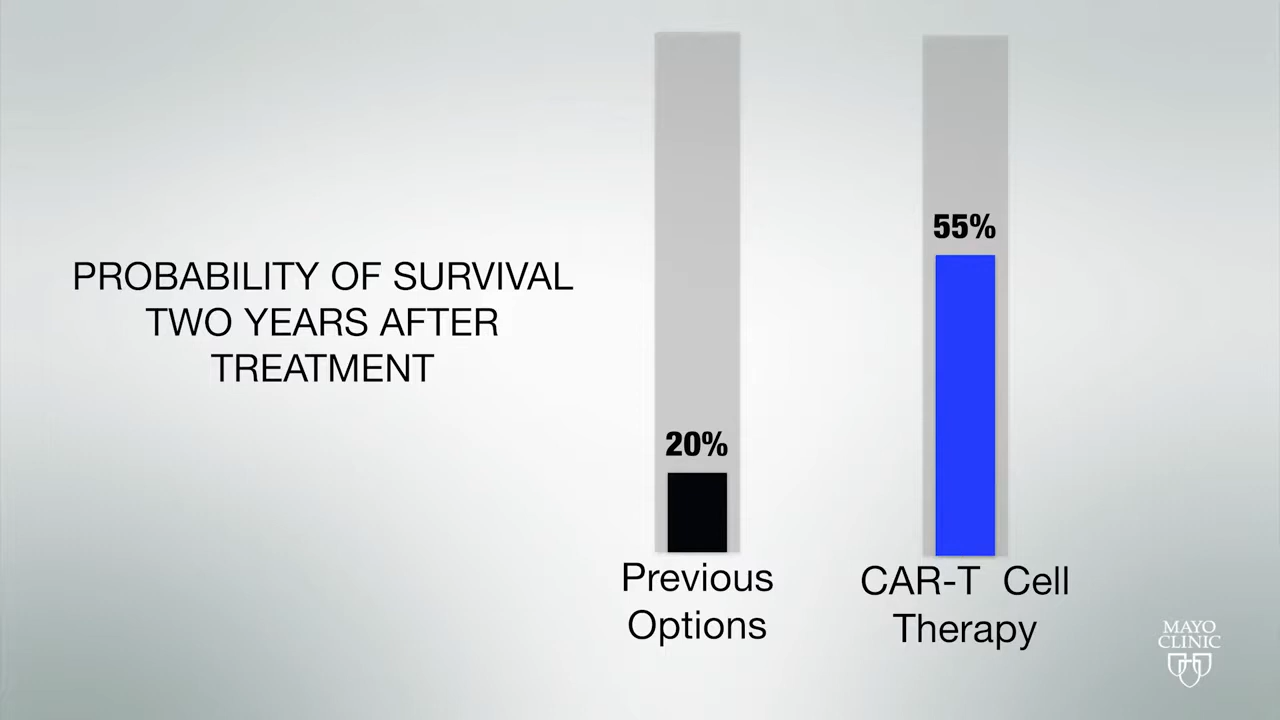 PROBABILITY OF SURVIVAL
TWO YEARS AFTER
TREATMENT
20%
55%
Previous
Options
CAR-T Cell
Therapy
MAYO
CLINIC